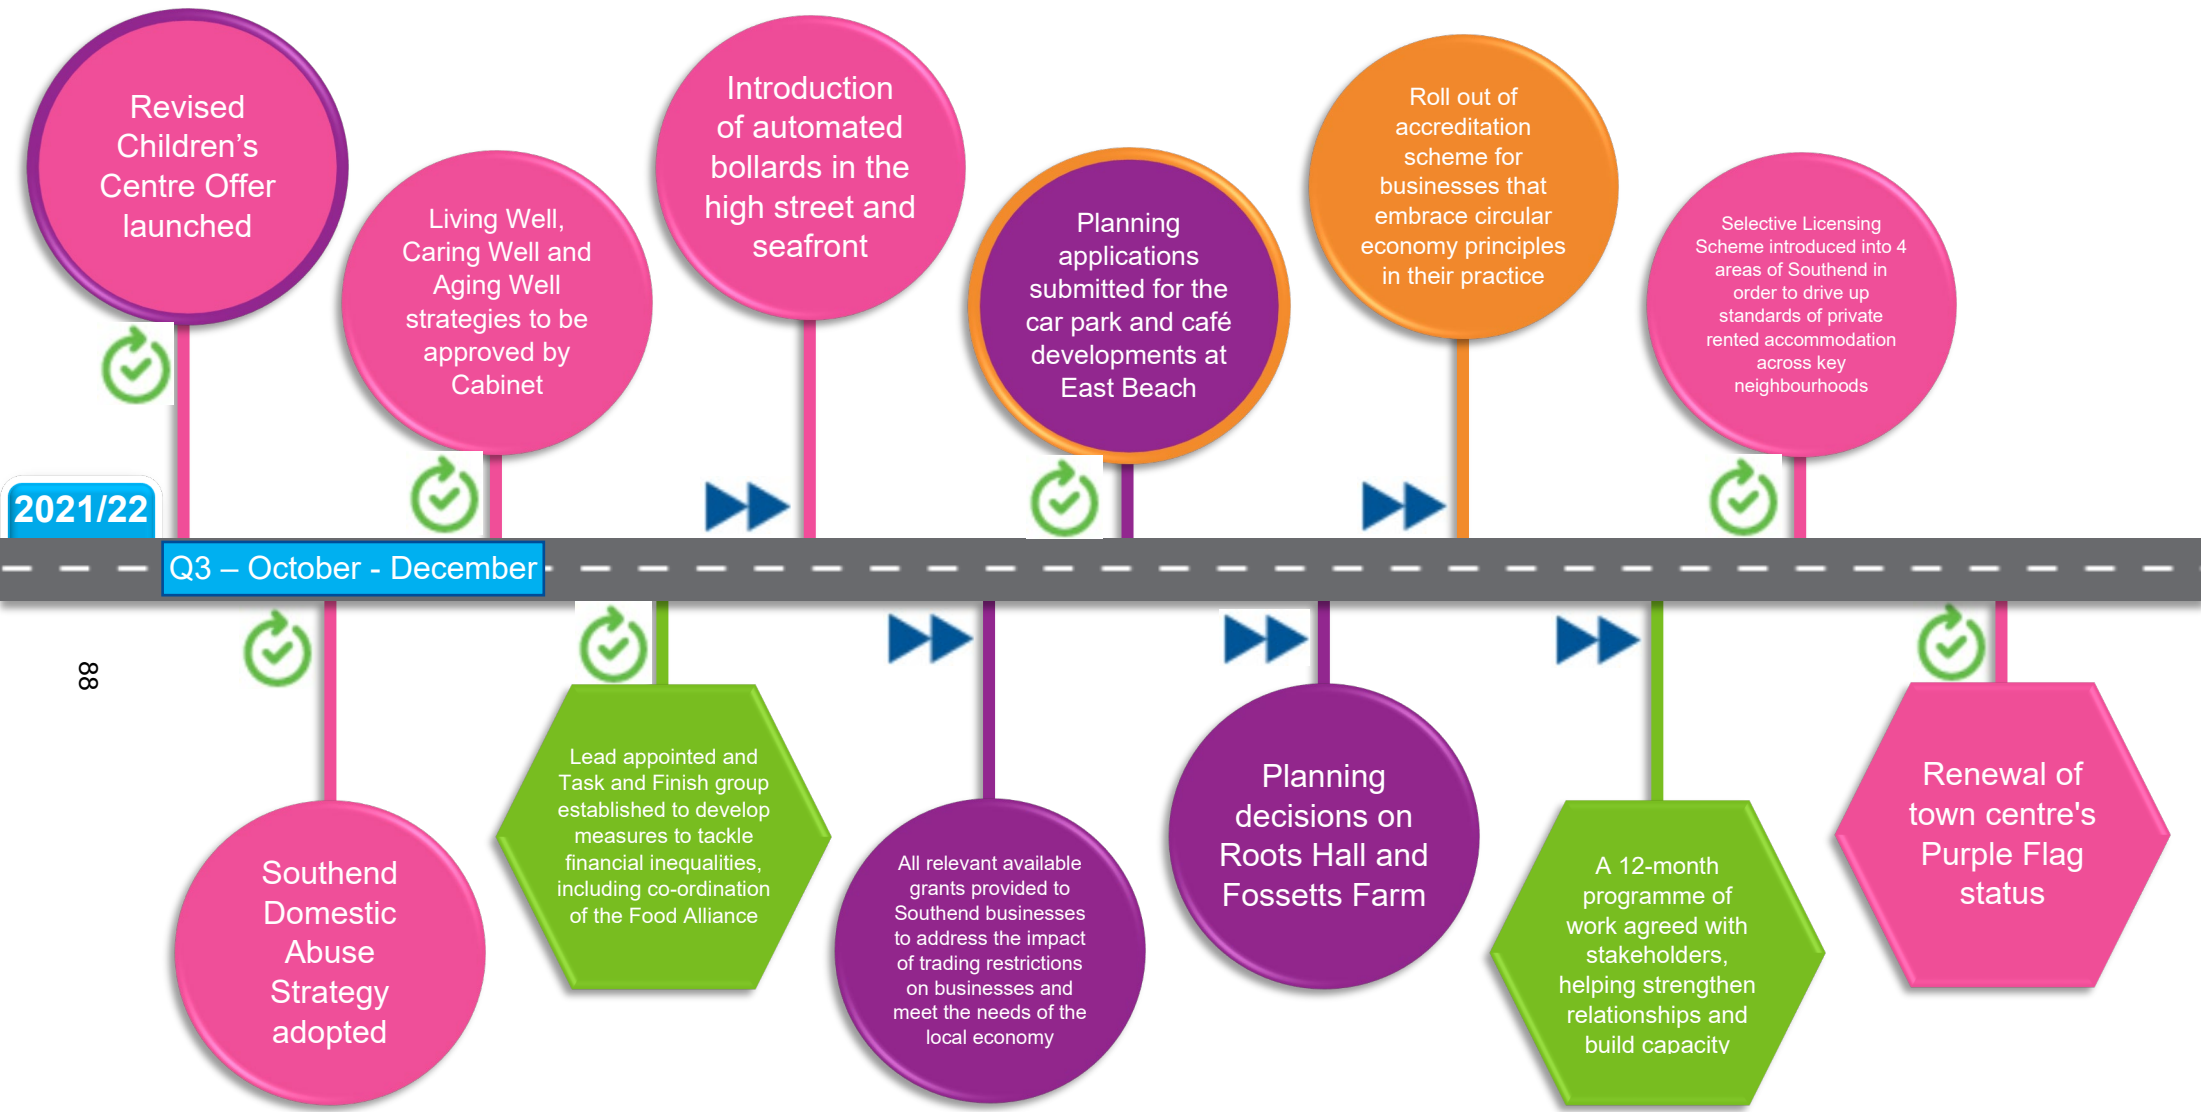 Revised
Children’s
Centre Offer
launched
Living Well,
Caring Well and
Aging Well
strategies to be
approved by
Cabinet
Introduction
of automated
bollards in the
high street and
seafront
Planning
applications
submitted for the
car park and café
developments at
East Beach
Roll out of
accreditation
scheme for
businesses that
embrace circular
economy principles
in their practice
Selective Licensing
Scheme introduced into 4
areas of Southend in
order to drive up
standards of private
rented accommodation
across key
neighbourhoods
2021/22
Q3 – October - December
88
Southend
Domestic
Abuse
Strategy
adopted
Lead appointed and
Task and Finish group
established to develop
measures to tackle
financial inequalities,
including co-ordination
of the Food Alliance
All relevant available
grants provided to
Southend businesses
to address the impact
of trading restrictions
on businesses and
meet the needs of the
local economy
Planning
decisions on
Roots Hall and
Fossetts Farm
A 12-month
programme of
work agreed with
stakeholders,
helping strengthen
relationships and
build capacity
Renewal of
town centre's
Purple Flag
status